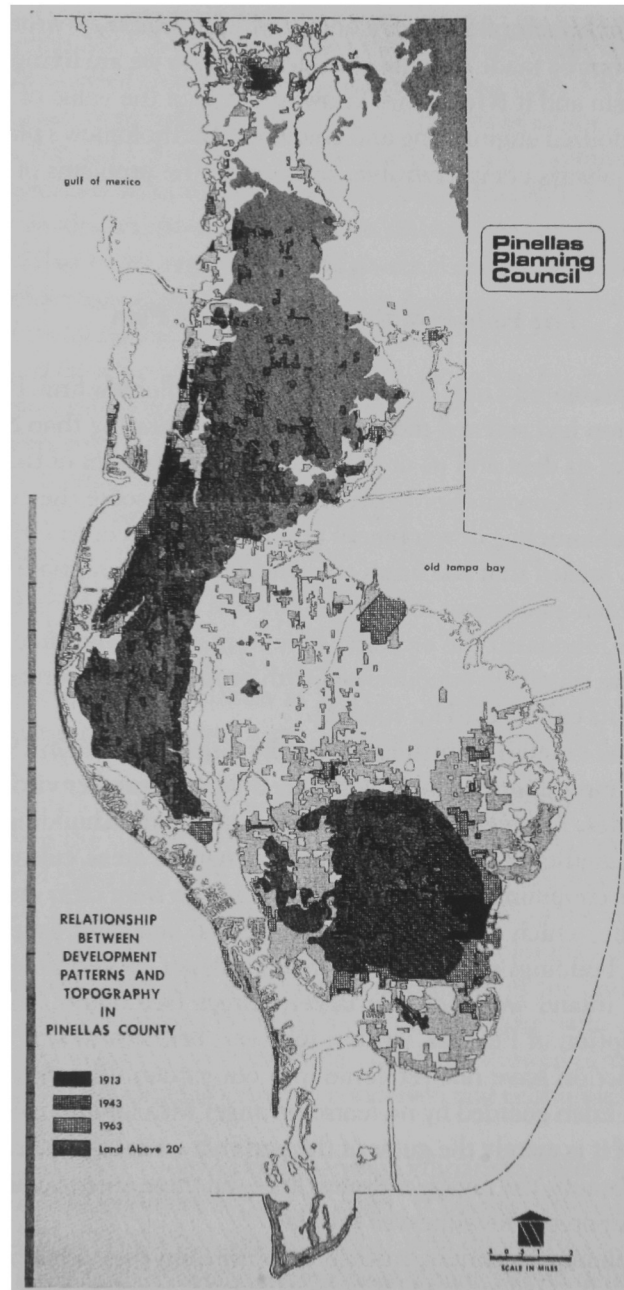 gulf of mexico
Pinellas
Planning
Council
old tampa bay
RELATIONSHIP
BETWEEN
DEVELOPMENT
PATTERNS AND
TOPOGRAPHY
IN
PINELLAS COUNTY
1913
1943
1963
Land Above 20'
SCALE IN MILES